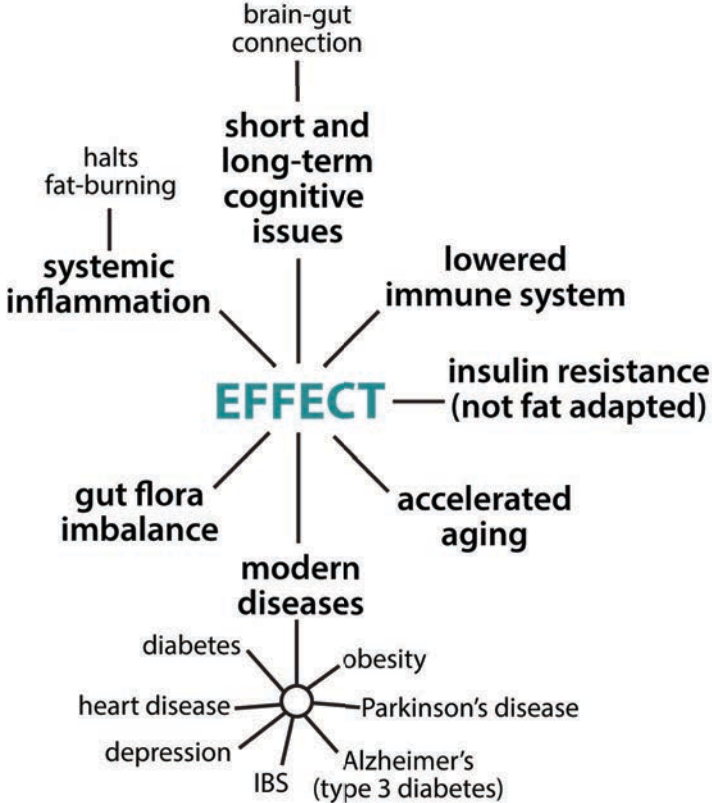 brain-gut
connection
short and
long-term
cognitive
issues
halts
fat-burning
systemic
inflammation
lowered
immune system
EFFECT
insulin resistance
(not fat adapted)
gut flora
imbalance
accelerated
aging
modern
diseases
diabetes
obesity
heart disease
Parkinson’s disease
depression
IBS
Alzheimer’s
(type 3 diabetes)